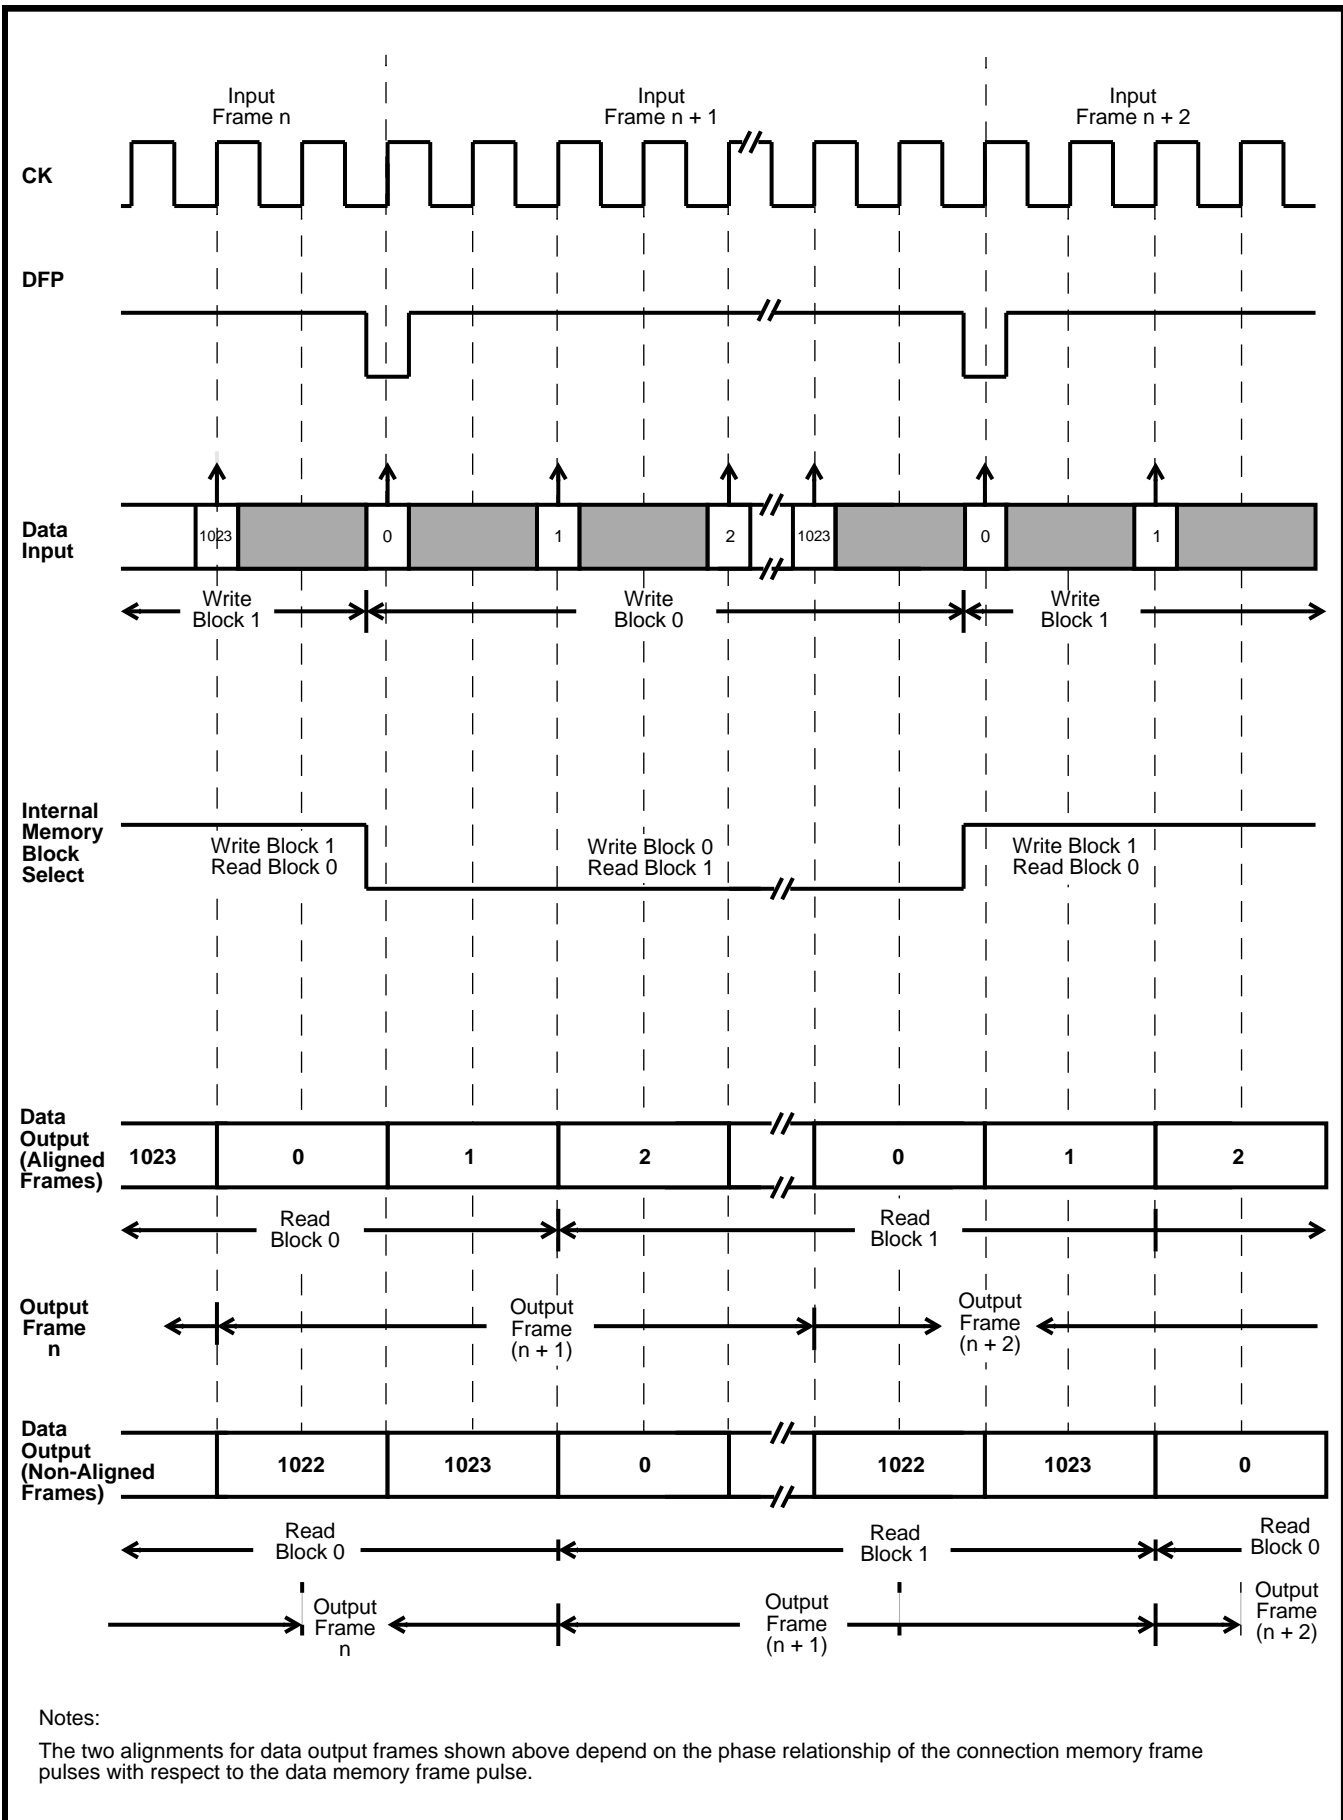 Input
Frame n
Input
Frame n + 1
Input
Frame n + 2
CK
DFP
Data
Input
1023
0
1
2
1023
0
1
Write
Block 1
Write
Block 0
Write
Block 1
Internal
Memory
Block
Select
Write Block 1
Read Block 0
Write Block 0
Read Block 1
Write Block 1
Read Block 0
Data
Output
(Aligned
Frames)
1023
0
1
2
0
1
2
Read
Block 0
Read
Block 1
Output
Frame
n
Output
Frame
(n + 1)
Output
Frame
(n + 2)
Data
Output
(Non-Aligned
Frames)
1022
1023
0
1022
1023
0
Read
Block 0
Read
Block 1
Read
Block 0
Output
Frame
n
Output
Frame
(n + 1)
Output
Frame
(n + 2)
Notes:
The two alignments for data output frames shown above depend on the phase relationship of the connection memory frame
pulses with respect to the data memory frame pulse.